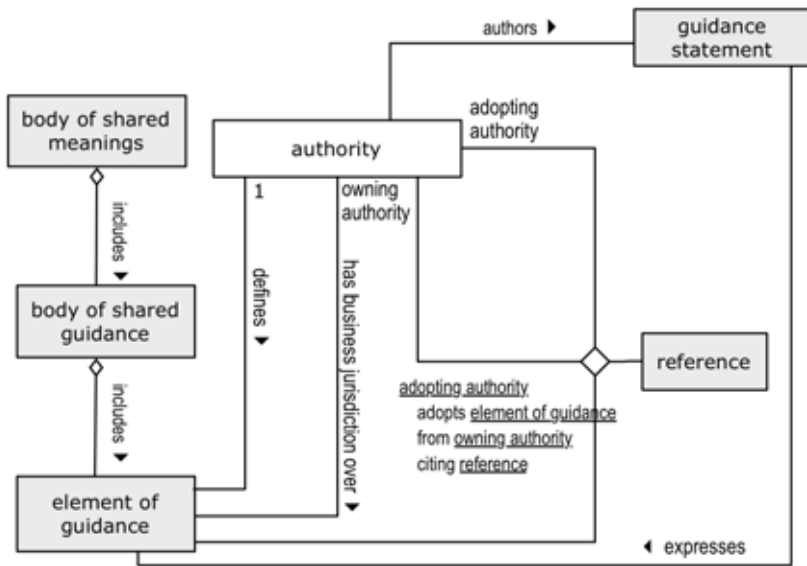 authors ▶
guidance
statement
body of shared
meanings
authority
adopting
authority
1
owning
authority
includes ▼
defines ▼
has business jurisdiction over ▼
body of shared
guidance
reference
adopting authority
adopts element of guidance
from owning authority
citing reference
includes ▼
element of
guidance
◀ expresses